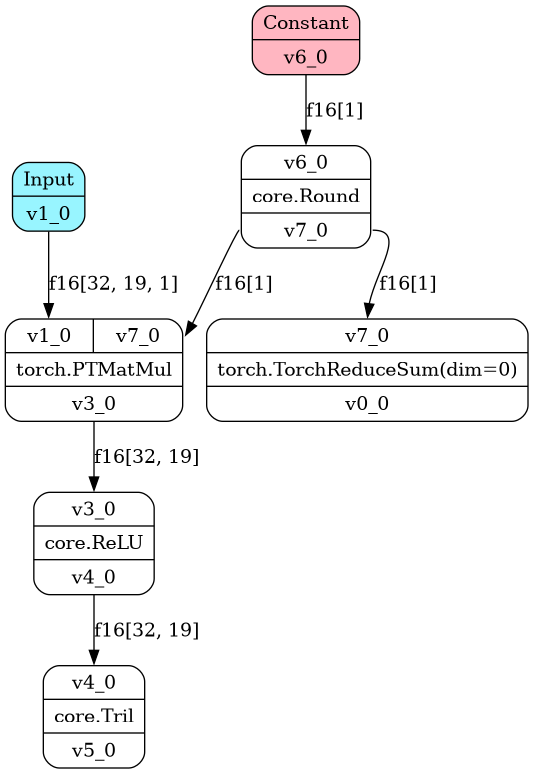 Constant
v6_0
f16[1]
Input
v1_0
v6_0
core.Round
v7_0
f16[32, 19, 1]
f16[1]
f16[1]
v1_0 v7_0
torch.PTMatMul
v3_0
v7_0
torch.TorchReduceSum(dim=0)
v0_0
f16[32, 19]
v3_0
core.ReLU
v4_0
f16[32, 19]
v4_0
core.Tril
v5_0